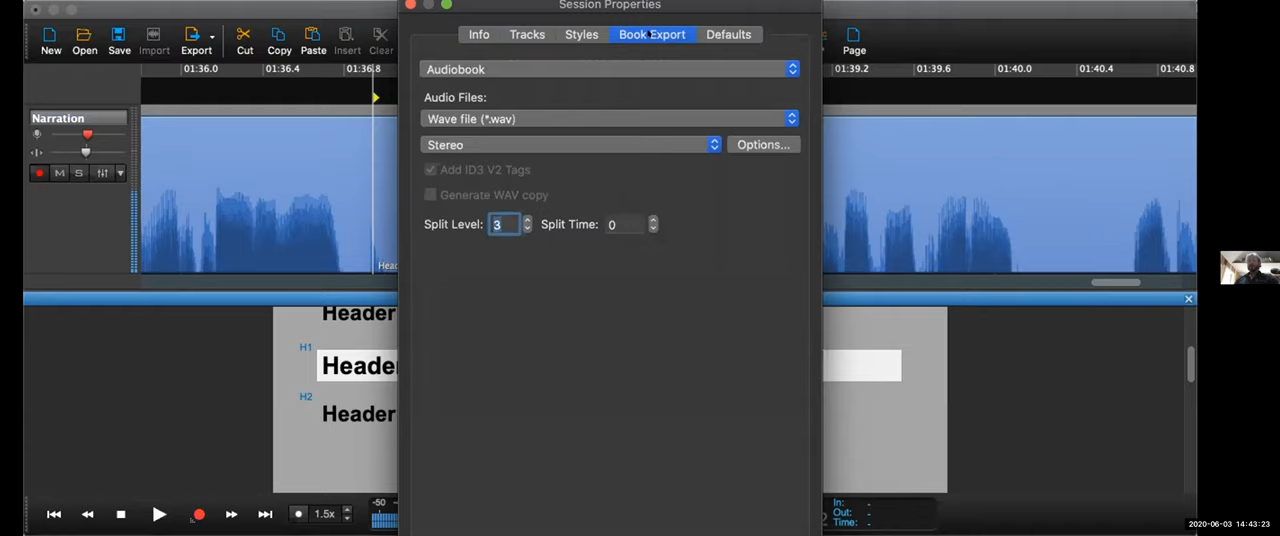 Session Properties
New Open Save Import Export Cut Copy Paste Insert Clear Page
Info Tracks Styles Book Export Defaults
01:36.0 01:36.4 01:36.8 01:39.2 01:39.6 01:40.0 01:40.4 01:40.8
Audiobook
Audio Files:
Wave file (*.wav)
Stereo Options...
Add ID3 V2 Tags
Generate WAV copy
Split Level: 3 Split Time: 0
Narration
M S
Head
Header
H1
Header
H2
Header
-50
1.5x
In: -
Out: -
Time: -
2020-06-03 14:43:23